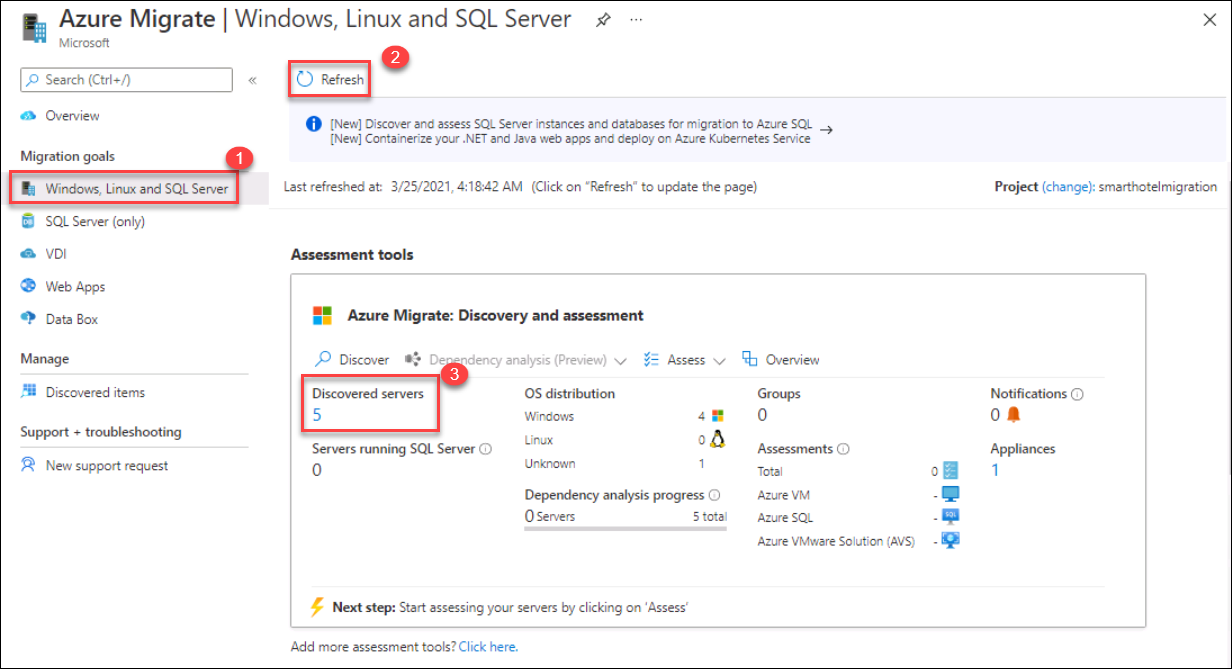 Azure Migrate | Windows, Linux and SQL Server
Microsoft
Search (Ctrl+/)
«
Overview
Migration goals
1
Windows, Linux and SQL Server
SQL Server (only)
VDI
Web Apps
Data Box
Manage
Discovered items
Support + troubleshooting
New support request
2
Refresh
[New] Discover and assess SQL Server instances and databases for migration to Azure SQL
[New] Containerize your .NET and Java web apps and deploy on Azure Kubernetes Service
Last refreshed at: 3/25/2021, 4:18:42 AM (Click on “Refresh” to update the page)
Project (change): smarthotelmigration
Assessment tools
Azure Migrate: Discovery and assessment
Discover
Dependency analysis (Preview)
Assess
Overview
3
Discovered servers
5
Servers running SQL Server
0
OS distribution
Windows 4
Linux 0
Unknown 1
Dependency analysis progress
0 Servers 5 total
Groups
0
Assessments
Total 0
Azure VM -
Azure SQL - SQL
Azure VMware Solution (AVS) -
Notifications
0
Appliances
1
Next step: Start assessing your servers by clicking on 'Assess'
Add more assessment tools? Click here.